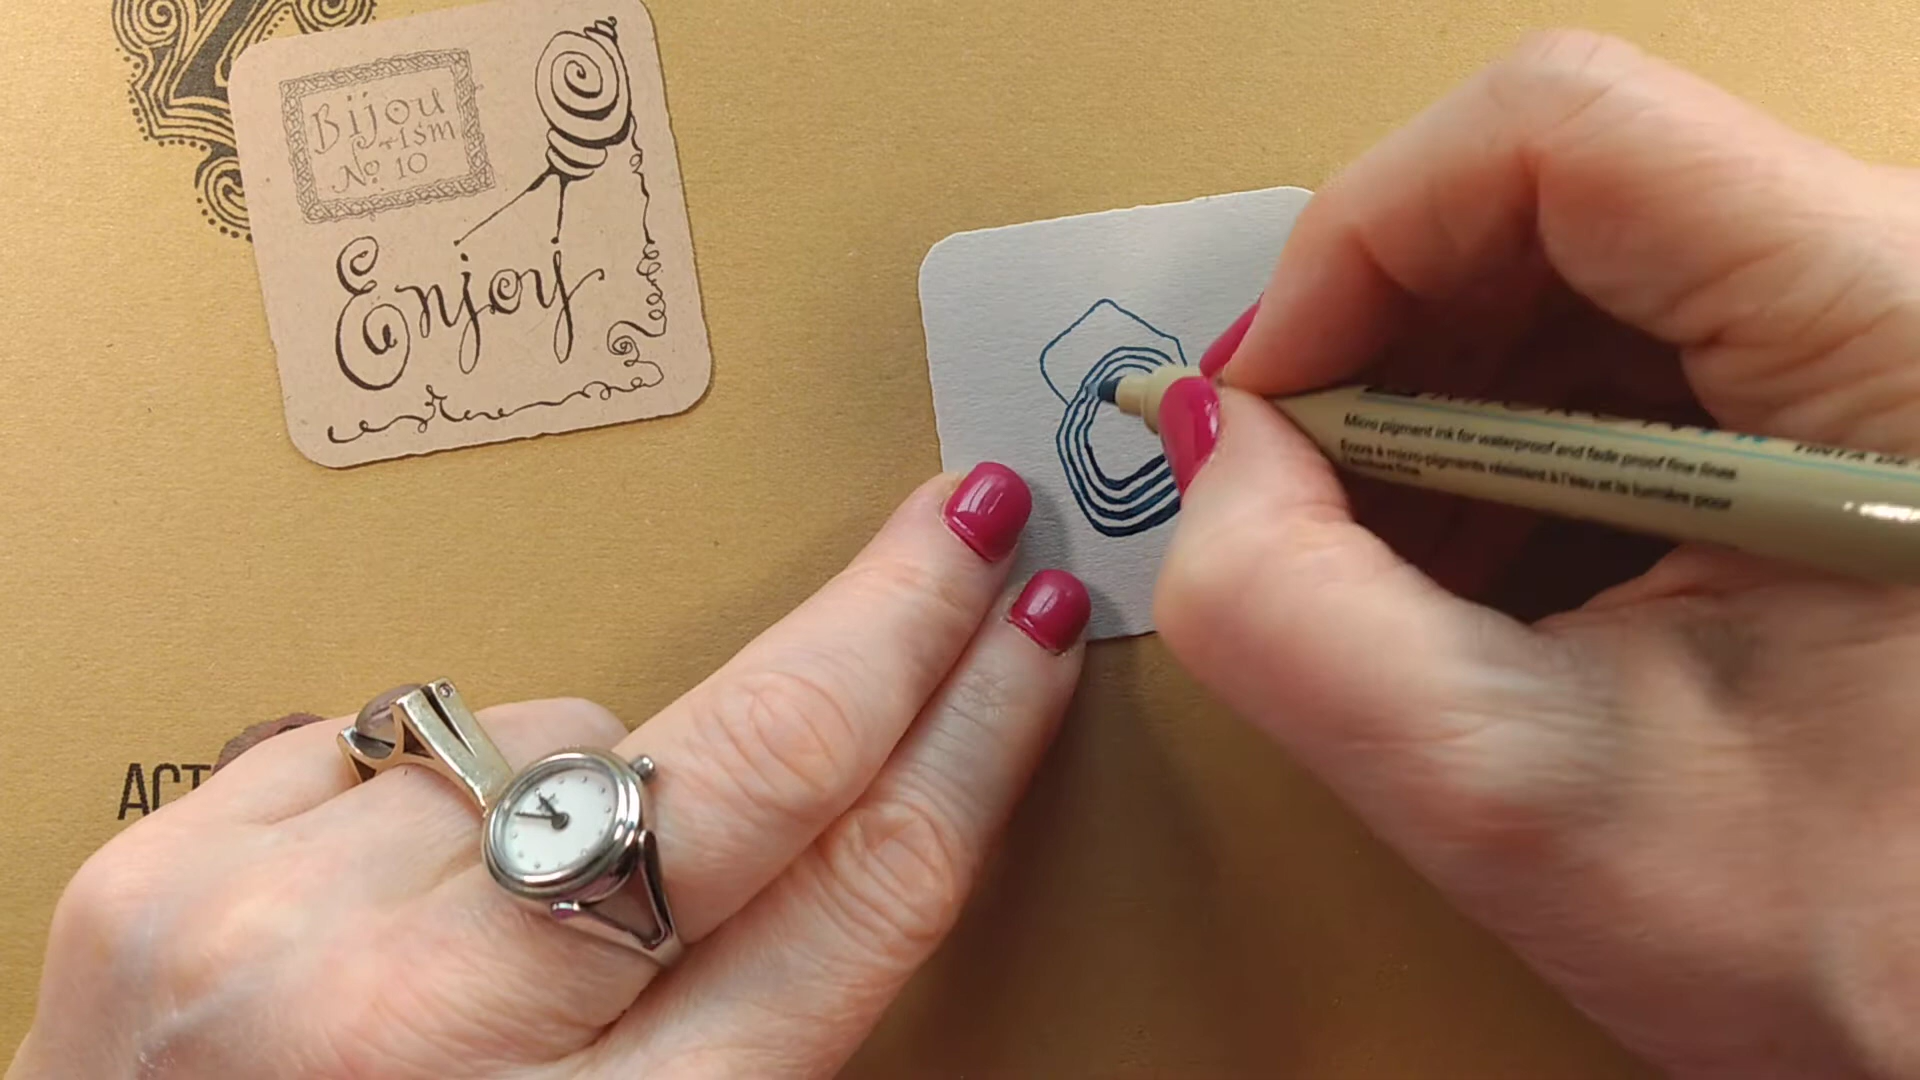 Bijou
rtism
No. 10
Enjoy
Micro pigment ink for waterproof and fade proof fine lines
Encre à micro-pigments résistant à l'eau et la lumière pour
ACT